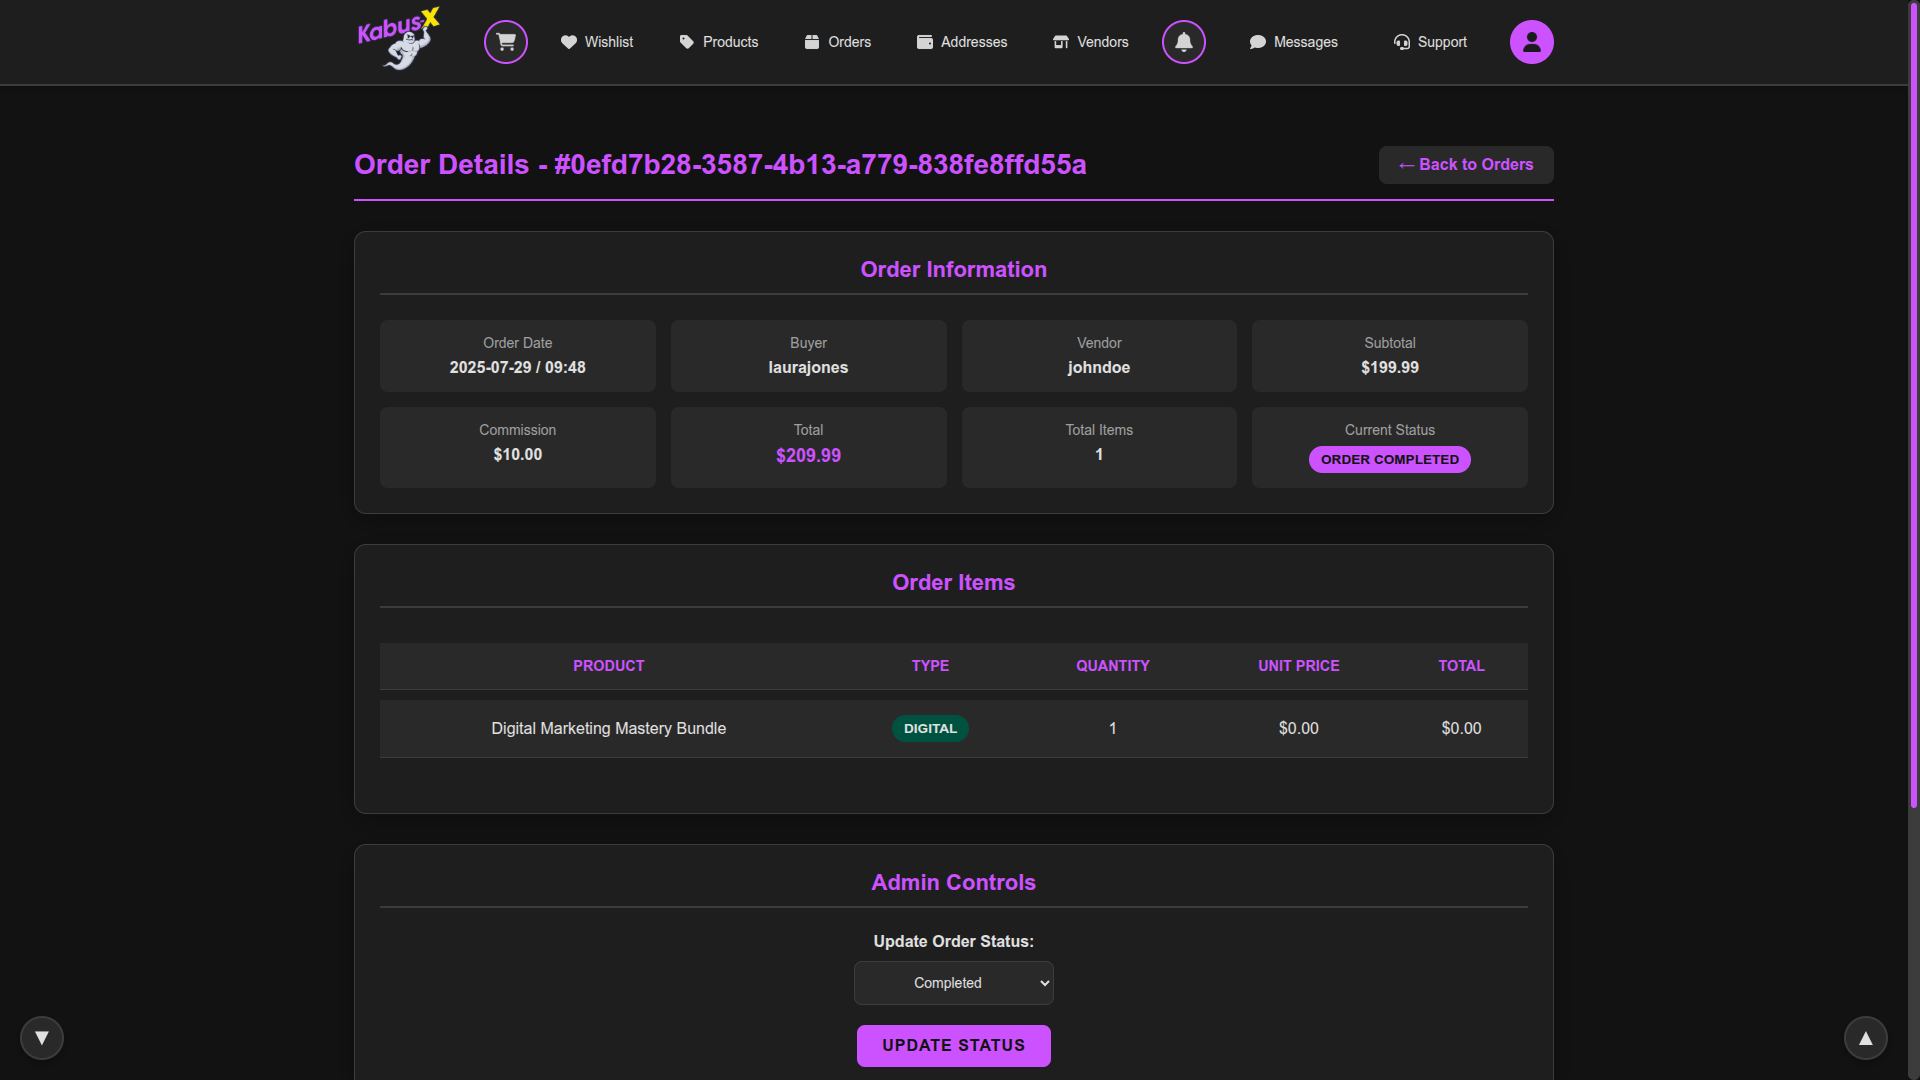 KabusX
Wishlist
Products
Orders
Addresses
Vendors
Messages
Support
Order Details - #0efd7b28-3587-4b13-a779-838fe8ffd55a
← Back to Orders
Order Information
Order Date
2025-07-29 / 09:48
Buyer
laurajones
Vendor
johndoe
Subtotal
$199.99
Commission
$10.00
Total
$209.99
Total Items
1
Current Status
ORDER COMPLETED
Order Items
PRODUCT TYPE QUANTITY UNIT PRICE TOTAL
Digital Marketing Mastery Bundle DIGITAL 1 $0.00 $0.00
Admin Controls
Update Order Status:
Completed
UPDATE STATUS
▼
▲